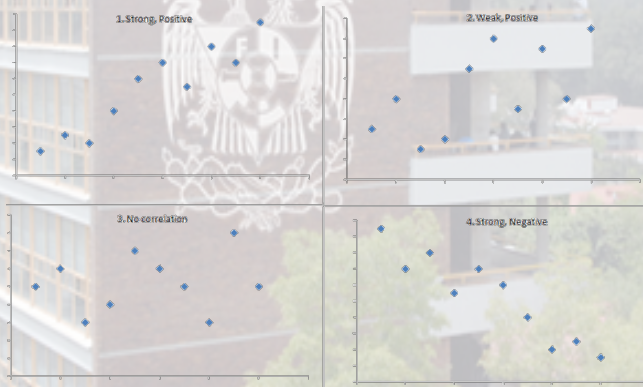 1. Strong, Positive
2. Weak, Positive
3. No correlation
4. Strong, Negative